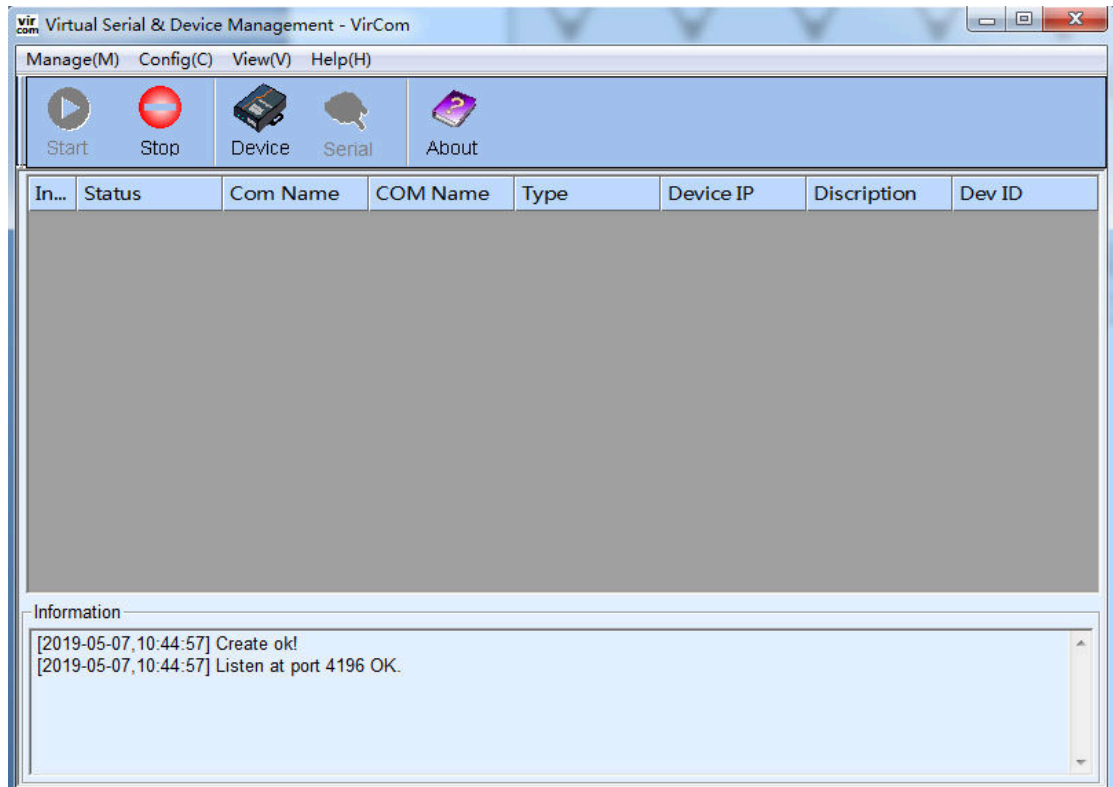 vir com Virtual Serial & Device Management - VirCom
Manage(M) Config(C) View(V) Help(H)
Start Stop Device Serial About
In... Status Com Name COM Name Type Device IP Discription Dev ID
Information
[2019-05-07,10:44:57] Create ok!
[2019-05-07,10:44:57] Listen at port 4196 OK.